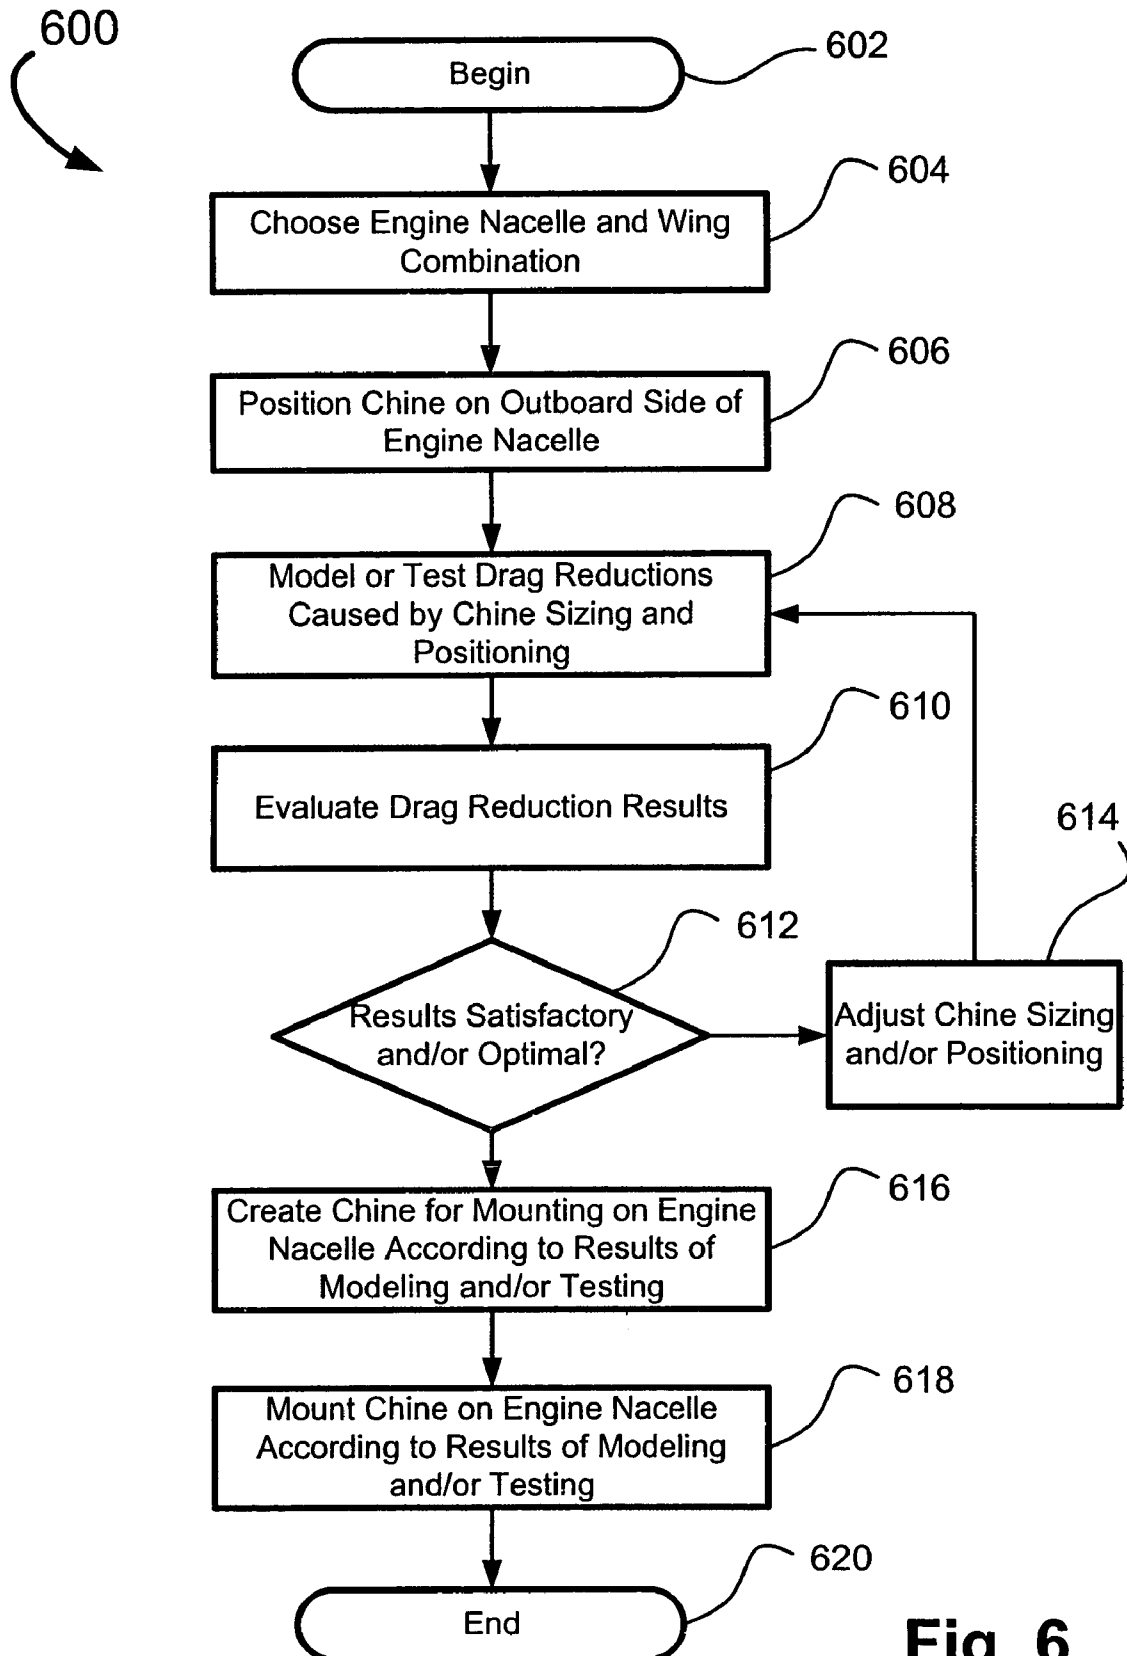 600
Begin
602
604
Choose Engine Nacelle and Wing
Combination
606
Position Chine on Outboard Side of
Engine Nacelle
608
Model or Test Drag Reductions
Caused by Chine Sizing and
Positioning
610
Evaluate Drag Reduction Results
614
612
Results Satisfactory
and/or Optimal?
Adjust Chine Sizing
and/or Positioning
616
Create Chine for Mounting on Engine
Nacelle According to Results of
Modeling and/or Testing
618
Mount Chine on Engine Nacelle
According to Results of Modeling
and/or Testing
620
End
Fig. 6